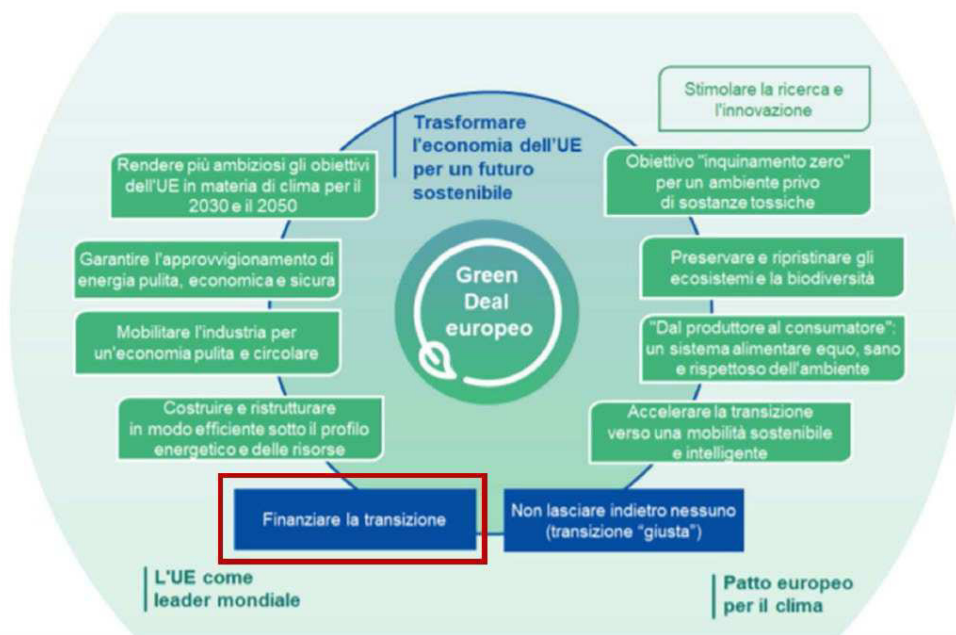 Stimolare la ricerca e
l'innovazione
Trasformare
l'economia dell'UE
per un futuro
sostenibile
Rendere più ambiziosi gli obiettivi
dell'UE in materia di clima per il
2030 e il 2050
Obiettivo "inquinamento zero"
per un ambiente privo
di sostanze tossiche
Garantire l'approvvigionamento di
energia pulita, economica e sicura
Green
Deal
europeo
Preservare e ripristinare gli
ecosistemi e la biodiversità
Mobilitare l'industria per
un'economia pulita e circolare
"Dal produttore al consumatore":
un sistema alimentare equo, sano
e rispettoso dell'ambiente
Costruire e ristrutturare
in modo efficiente sotto il profilo
energetico e delle risorse
Accelerare la transizione
verso una mobilità sostenibile
e intelligente
Finanziare la transizione
Non lasciare indietro nessuno
(transizione "giusta")
L'UE come
leader mondiale
Patto europeo
per il clima